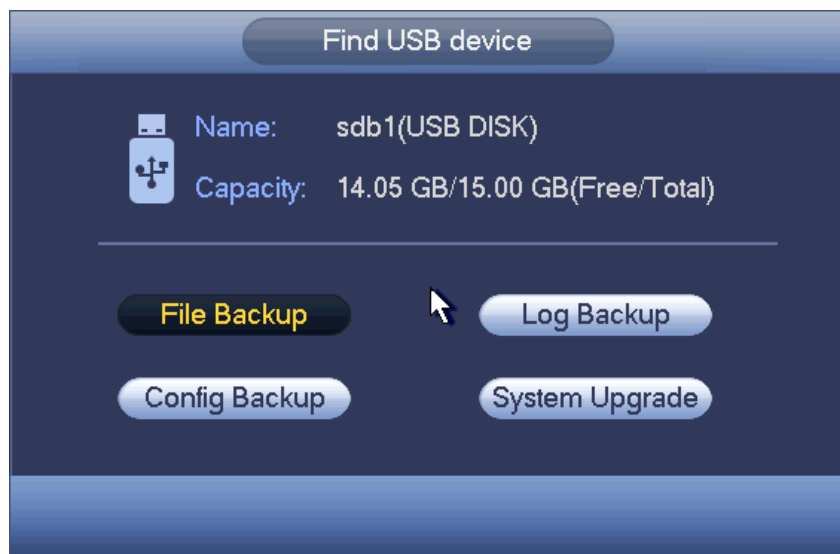 Find USB device
Name: sdb1(USB DISK)
Capacity: 14.05 GB/15.00 GB(Free/Total)
File Backup Log Backup
Config Backup System Upgrade